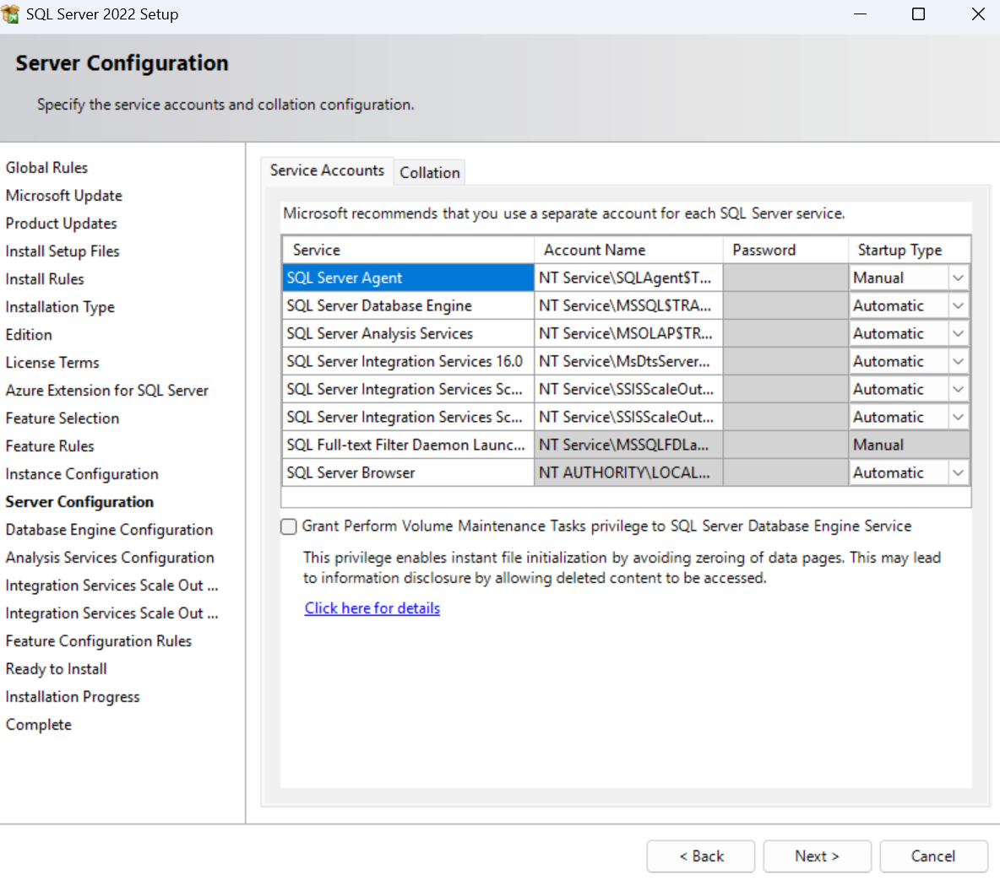 SQL Server 2022 Setup
Server Configuration
Specify the service accounts and collation configuration.
Global Rules
Microsoft Update
Product Updates
Install Setup Files
Install Rules
Installation Type
Edition
License Terms
Azure Extension for SQL Server
Feature Selection
Feature Rules
Instance Configuration
Server Configuration
Database Engine Configuration
Analysis Services Configuration
Integration Services Scale Out ...
Integration Services Scale Out ...
Feature Configuration Rules
Ready to Install
Installation Progress
Complete
Service Accounts Collation
Microsoft recommends that you use a separate account for each SQL Server service.
Service Account Name Password Startup Type
SQL Server Agent NT Service\SQLAgent$T... Manual
SQL Server Database Engine NT Service\MSSQL$TRA... Automatic
SQL Server Analysis Services NT Service\MSOLAP$TR... Automatic
SQL Server Integration Services 16.0 NT Service\MsDtsServer... Automatic
SQL Server Integration Services Sc... NT Service\SSISScaleOut... Automatic
SQL Server Integration Services Sc... NT Service\SSISScaleOut... Automatic
SQL Full-text Filter Daemon Launc... NT Service\MSSQLFDLa... Manual
SQL Server Browser NT AUTHORITY\LOCAL... Automatic
Grant Perform Volume Maintenance Tasks privilege to SQL Server Database Engine Service
This privilege enables instant file initialization by avoiding zeroing of data pages. This may lead
to information disclosure by allowing deleted content to be accessed.
Click here for details
< Back Next > Cancel